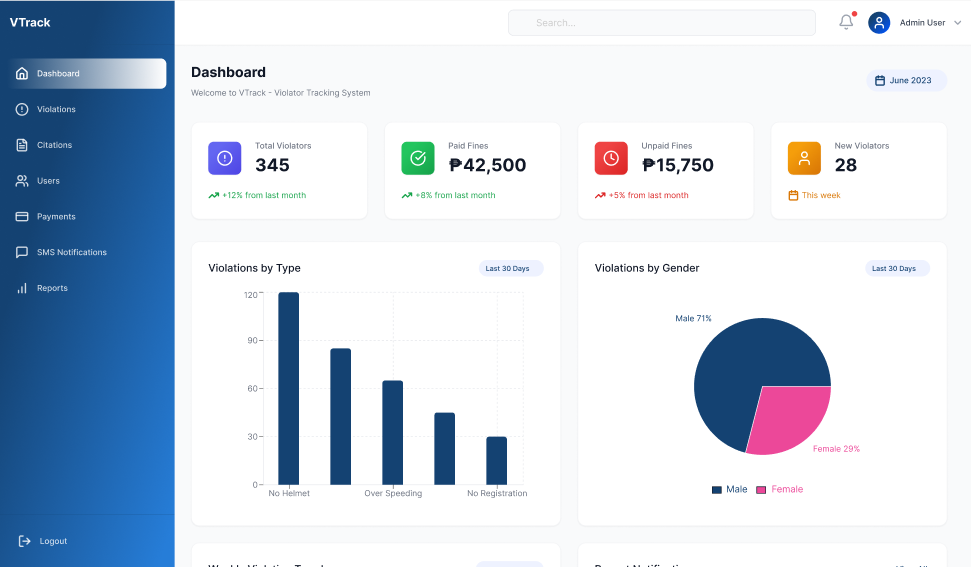 VTrack
Search...
Admin User
Dashboard
Violations
Citations
Users
Payments
SMS Notifications
Reports
Logout
Dashboard
Welcome to VTrack - Violator Tracking System
June 2023
Total Violators
345
+12% from last month
Paid Fines
₱42,500
+8% from last month
Unpaid Fines
₱15,750
+5% from last month
New Violators
28
This week
Violations by Type
Last 30 Days
120
90
60
30
0
No Helmet
Over Speeding
No Registration
Violations by Gender
Last 30 Days
Male 71%
Female 29%
Male
Female